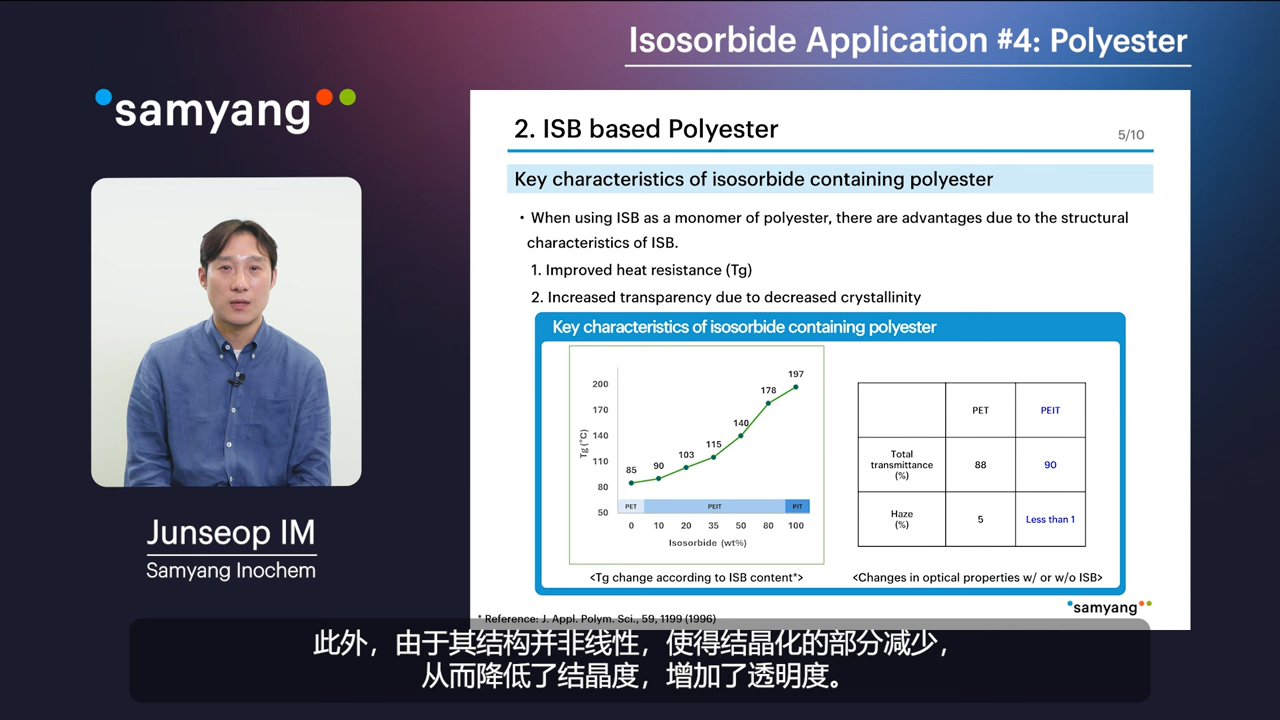 Isosorbide Application #4: Polyester
samyang
Junseop IM
Samyang Inochem
2. ISB based Polyester
5/10
Key characteristics of isosorbide containing polyester
• When using ISB as a monomer of polyester, there are advantages due to the structural
characteristics of ISB.
1. Improved heat resistance (Tg)
2. Increased transparency due to decreased crystallinity
Key characteristics of isosorbide containing polyester
Tg (°C)
200
170
140
110
80
50
85
90
103
115
140
178
197
PET
PEIT
PIT
0 10 20 35 50 80 100
Isosorbide (wt%)
<Tg change according to ISB content*>
PET PEIT
Total
transmittance
(%)
88 90
Haze
(%)
5 Less than 1
<Changes in optical properties w/ or w/o ISB>
samyang
* Reference: J. Appl. Polym. Sci., 59, 1199 (1996)
此外，由于其结构并非线性，使得结晶化的部分减少，
从而降低了结晶度，增加了透明度。